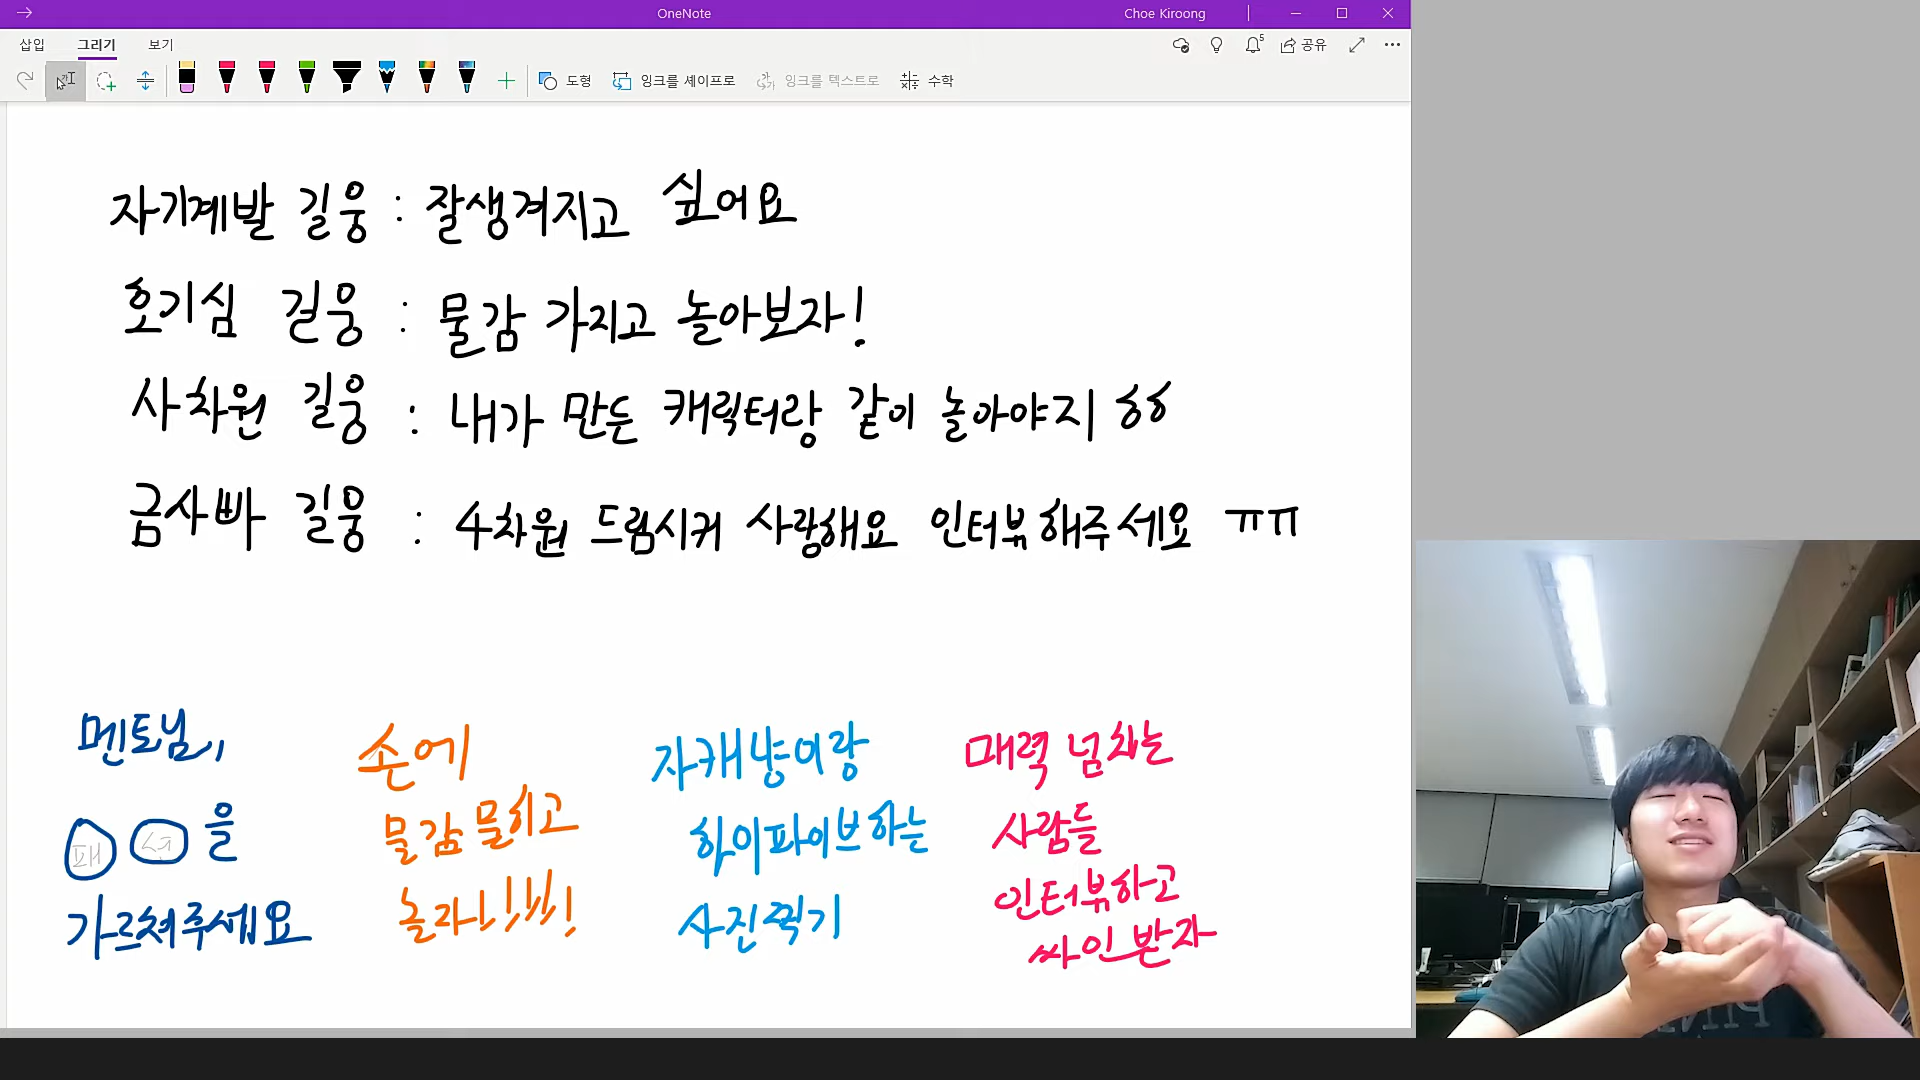 OneNote
Choe Kiroong
삽입 그리기 보기
5 공유
도형 잉크를 셰이프로 잉크를 텍스트로 수학
자기계발 길웅 : 잘생겨지고 싶어요
호기심 길웅 : 물감 가지고 놀아보자!
사차원 길웅 : 내가 만든 캐릭터랑 같이 놀아야지 ㅎㅎ
금사빠 길웅 : 4차원 드림시켜 사랑해요 인터뷰해주세요 ㅠㅠ
멘토님,
패 을
가르쳐주세요
손에
물감 묻히고
놀자!!!!!
자캐냥이랑
하이파이브하는
사진찍기
매력 넘치는
사람들
인터뷰하고
싸인 받자